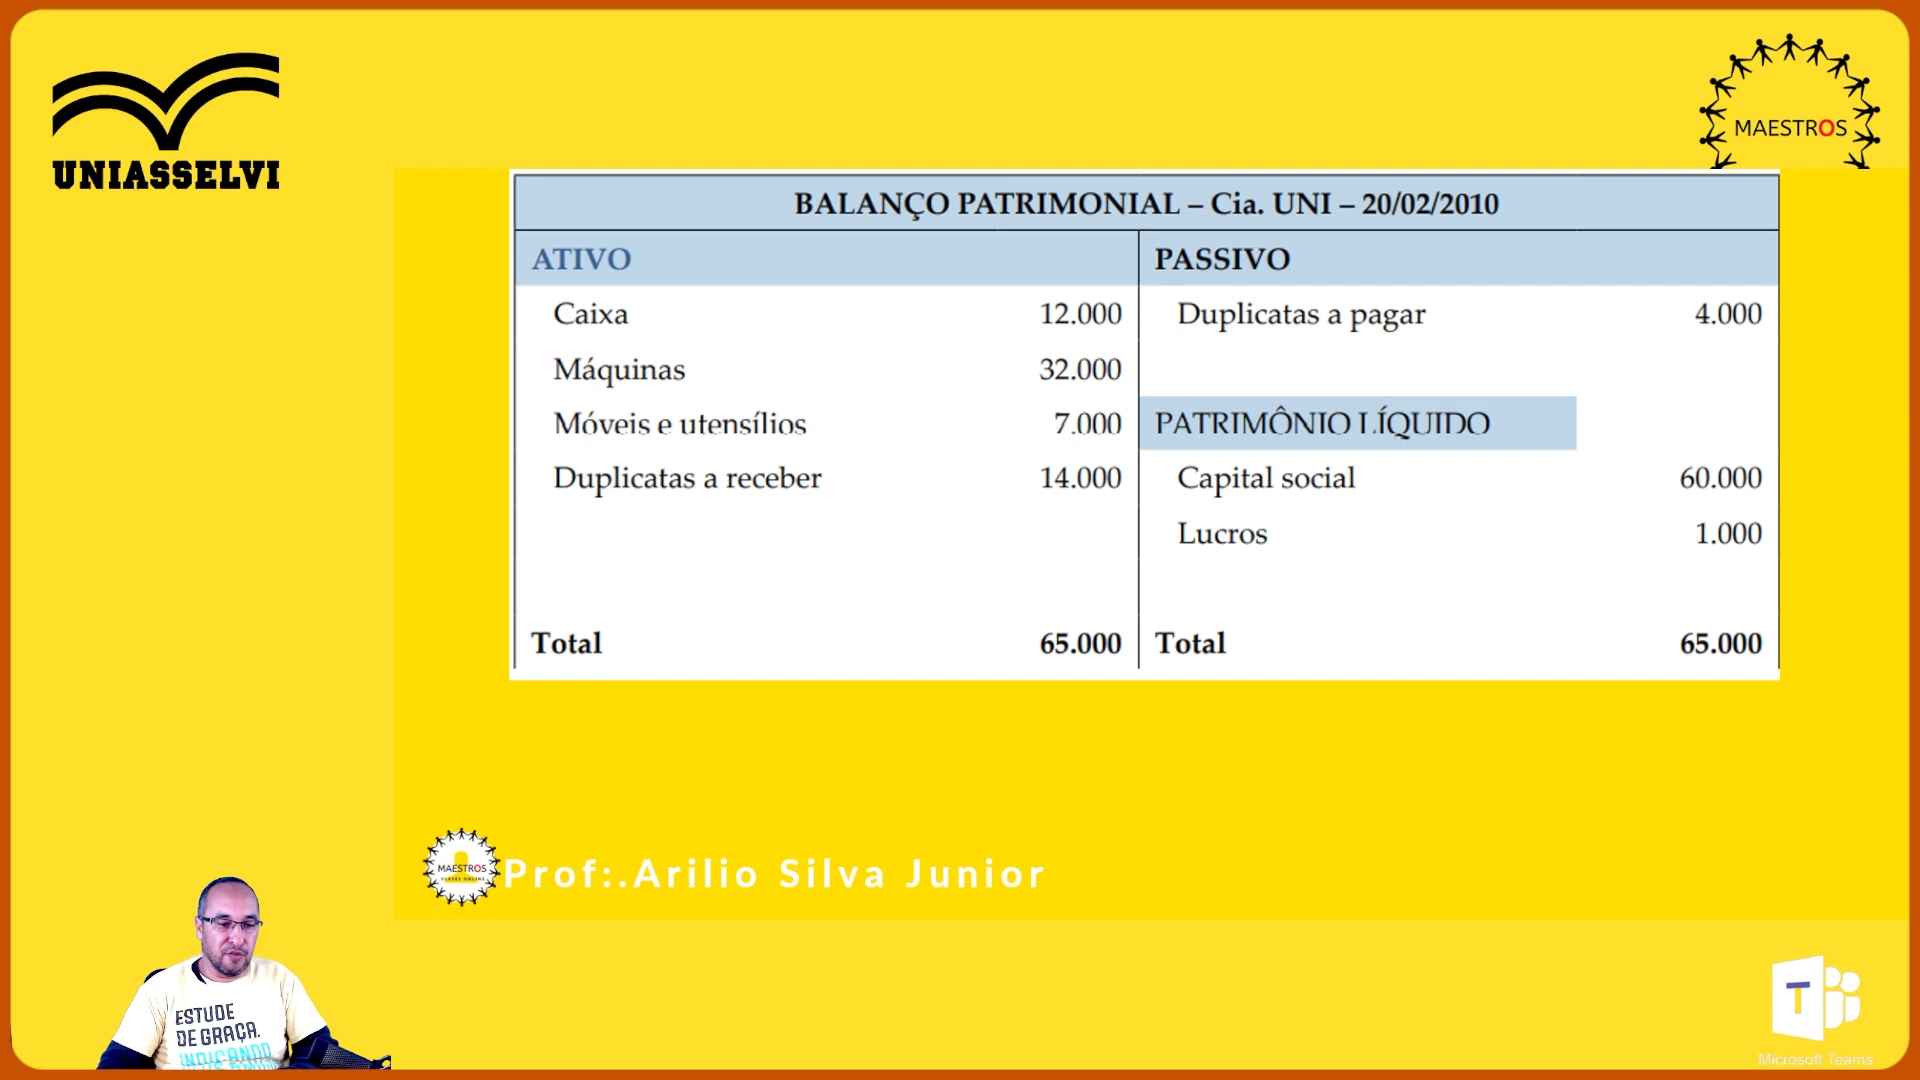 UNIASSELVI
MAESTROS
BALANÇO PATRIMONIAL – Cia. UNI – 20/02/2010
ATIVO PASSIVO
Caixa 12.000 Duplicatas a pagar 4.000
Máquinas 32.000
Móveis e utensílios 7.000 PATRIMÔNIO LÍQUIDO
Duplicatas a receber 14.000 Capital social 60.000
Lucros 1.000
Total 65.000 Total 65.000
MAESTROS
Prof:.Arilio Silva Junior
ESTUDE
DE GRAÇA.
INDICANDO
T
Microsoft Teams